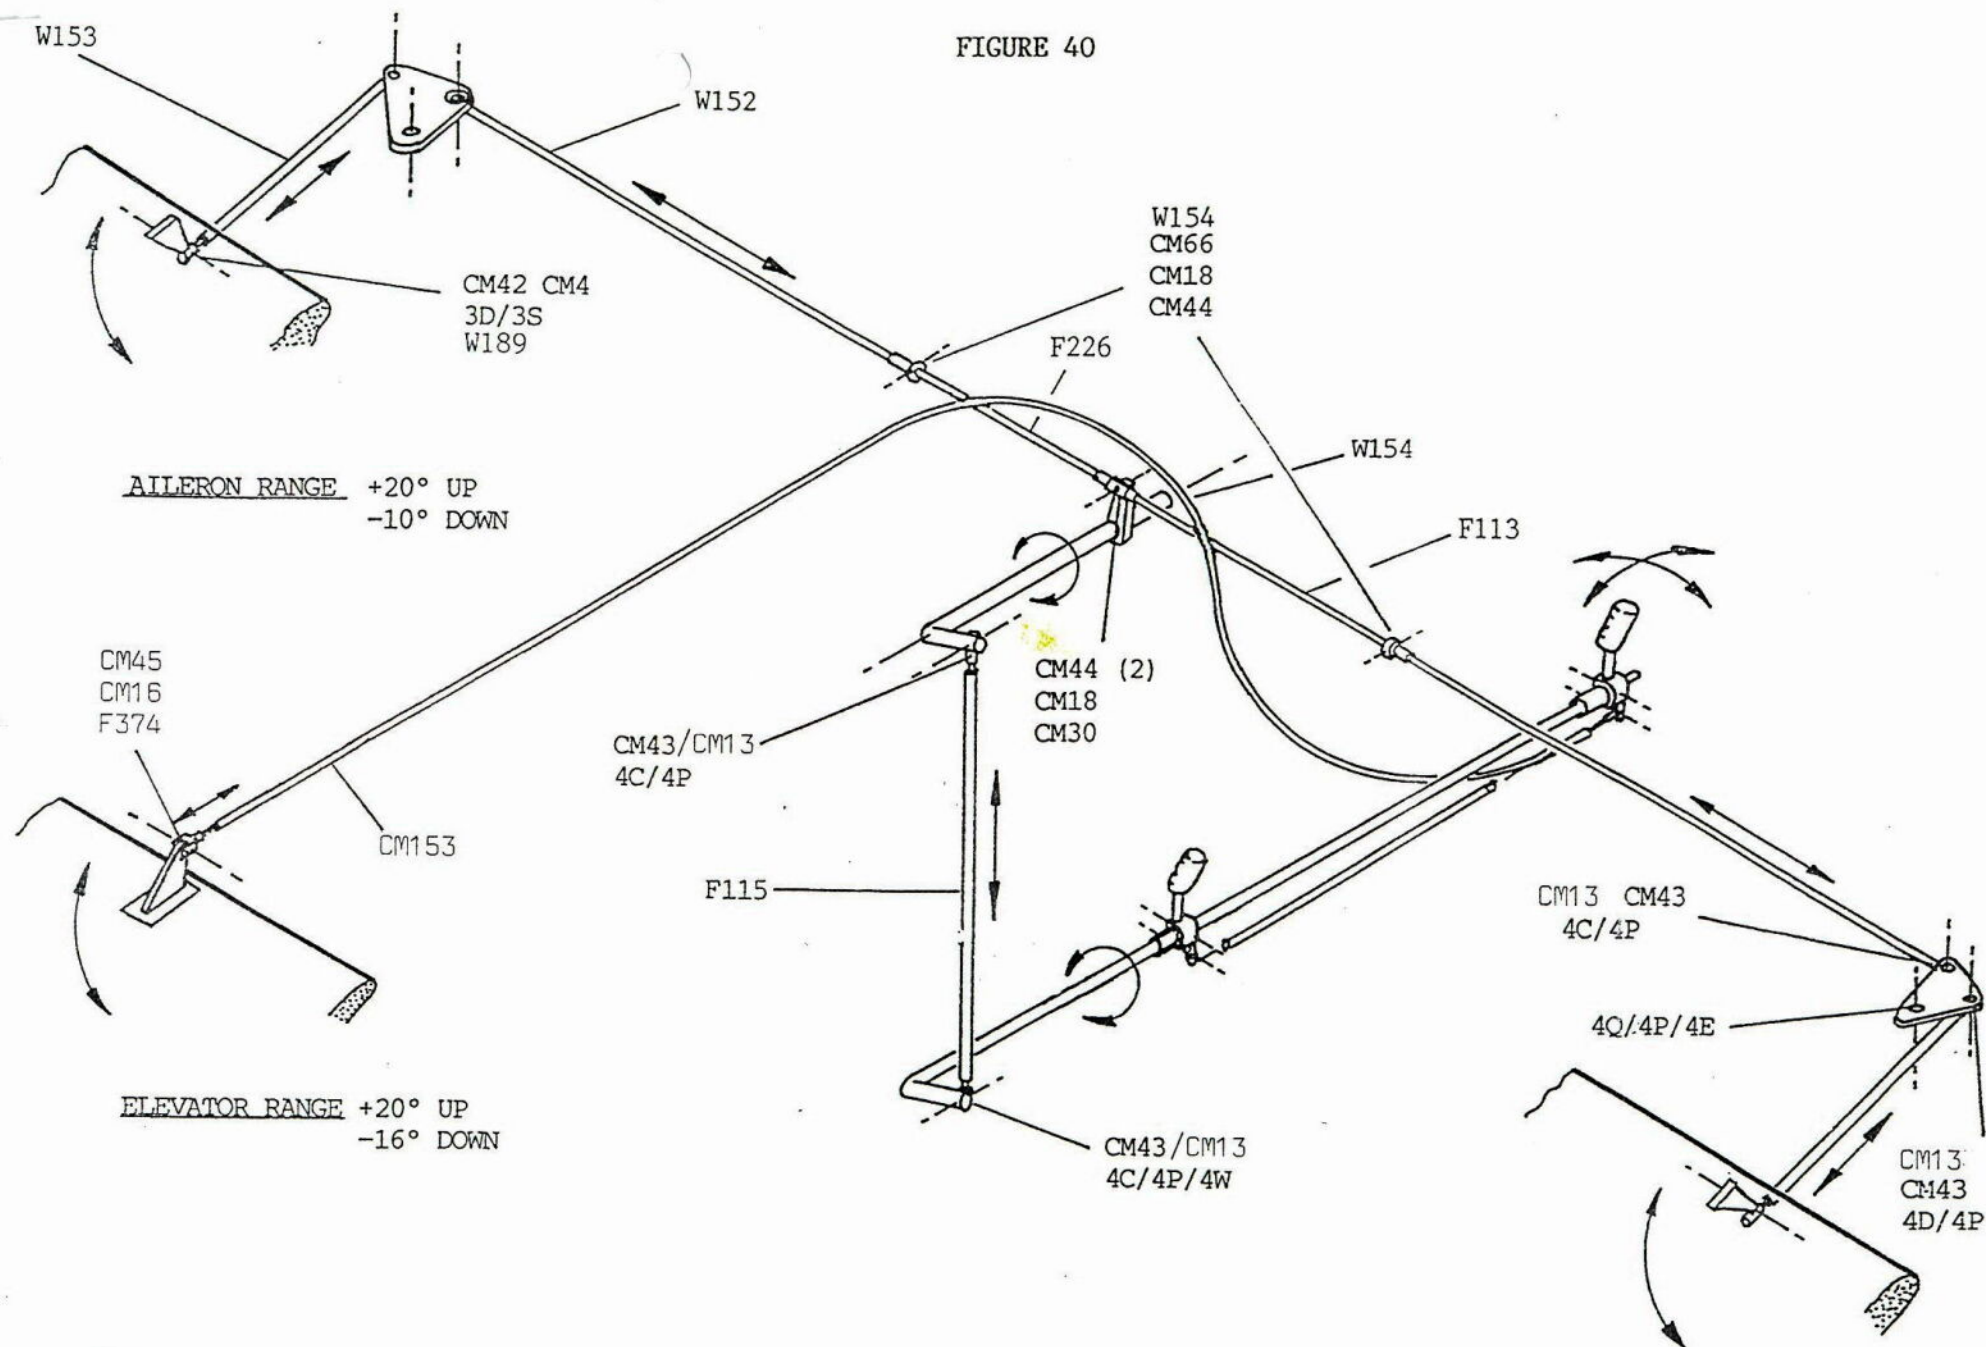 FIGURE 40
W153
W152
W154
CM66
CM18
CM44
CM42 CM4
3D/3S
W189
F226
W154
F113
AILERON RANGE +20° UP
-10° DOWN
CM45
CM16
F374
CM44 (2)
CM18
CM30
CM43/CM13
4C/4P
CM153
F115
CM13 CM43
4C/4P
4Q/4P/4E
ELEVATOR RANGE +20° UP
-16° DOWN
CM43/CM13
4C/4P/4W
CM13
CM43
4D/4P